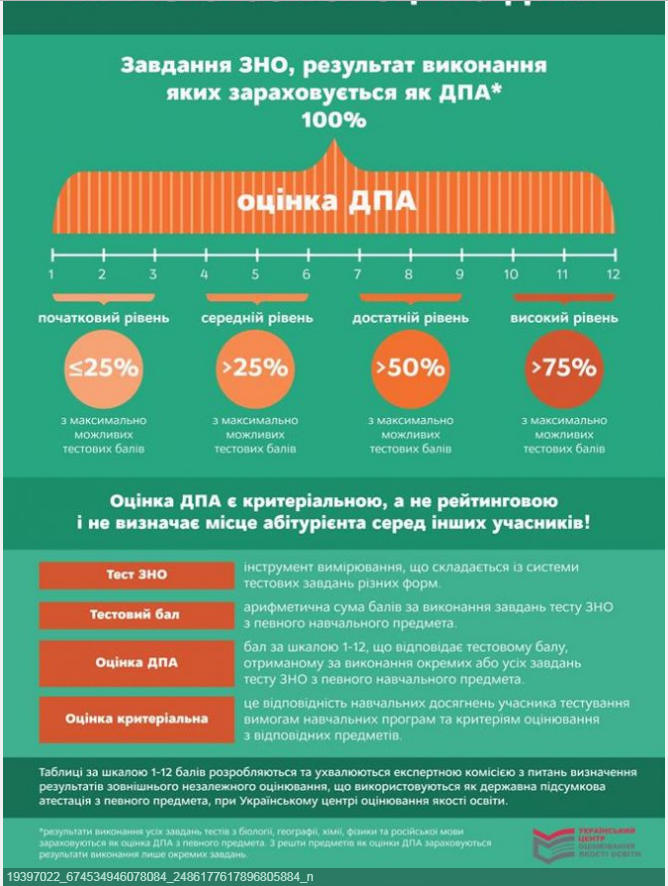 Завдання ЗНО, результат виконання
яких зараховується як ДПА*
100%
оцінка ДПА
1 2 3 4 5 6 7 8 9 10 11 12
початковий рівень середній рівень достатній рівень високий рівень
≤25% >25% >50% >75%
з максимально з максимально з максимально з максимально
можливих можливих можливих можливих
тестових балів тестових балів тестових балів тестових балів
Оцінка ДПА є критеріальною, а не рейтинговою
і не визначає місце абітурієнта серед інших учасників!
Тест ЗНО
інструмент вимірювання, що складається із системи
тестових завдань різних форм.
Тестовий бал
арифметична сума балів за виконання завдань тесту ЗНО
з певного навчального предмета.
Оцінка ДПА
бал за шкалою 1-12, що відповідає тестовому балу,
отриманому за виконання окремих або усіх завдань
тесту ЗНО з певного навчального предмета.
Оцінка критеріальна
це відповідність навчальних досягнень учасника тестування
вимогам навчальних програм та критеріям оцінювання
з відповідних предметів.
Таблиці за шкалою 1-12 балів розробляються та ухвалюються експертною комісією з питань визначення
результатів зовнішнього незалежного оцінювання, що використовуються як державна підсумкова
атестація з певного предмета, при Українському центрі оцінювання якості освіти.
*результати виконання усіх завдань тестів з біології, географії, хімії, фізики та російської мови
зараховуються як оцінка ДПА з певного предмета. З решти предметів як оцінки ДПА зараховуються
результати виконання лише окремих завдань.
УКРАЇНСЬКИЙ
ЦЕНТР
ОЦІНЮВАННЯ
ЯКОСТІ ОСВІТИ
19397022_674534946078084_2486177617896805884_n